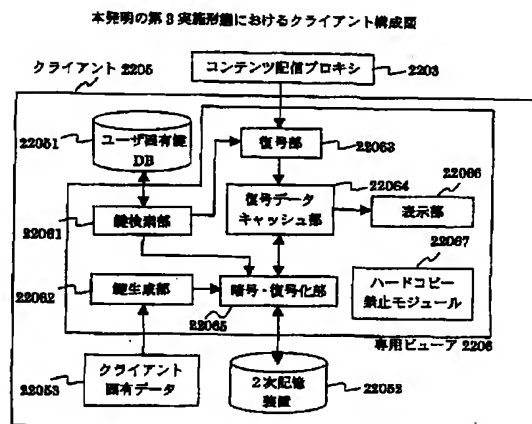 本発明の第3実施形態におけるクライアント構成図
クライアント 2205
コンテンツ配信プロキシ
2203
22051
ユーザ固有鍵
DB
復号部
22063
22064
22066
復号データ
キャッシュ部
表示部
22061
鍵検索部
22067
22062
鍵生成部
暗号・復号化部
22065
ハードコピー
禁止モジュール
専用ビューア 2206
22053
クライアント
固有データ
2次記憶
装置
22052